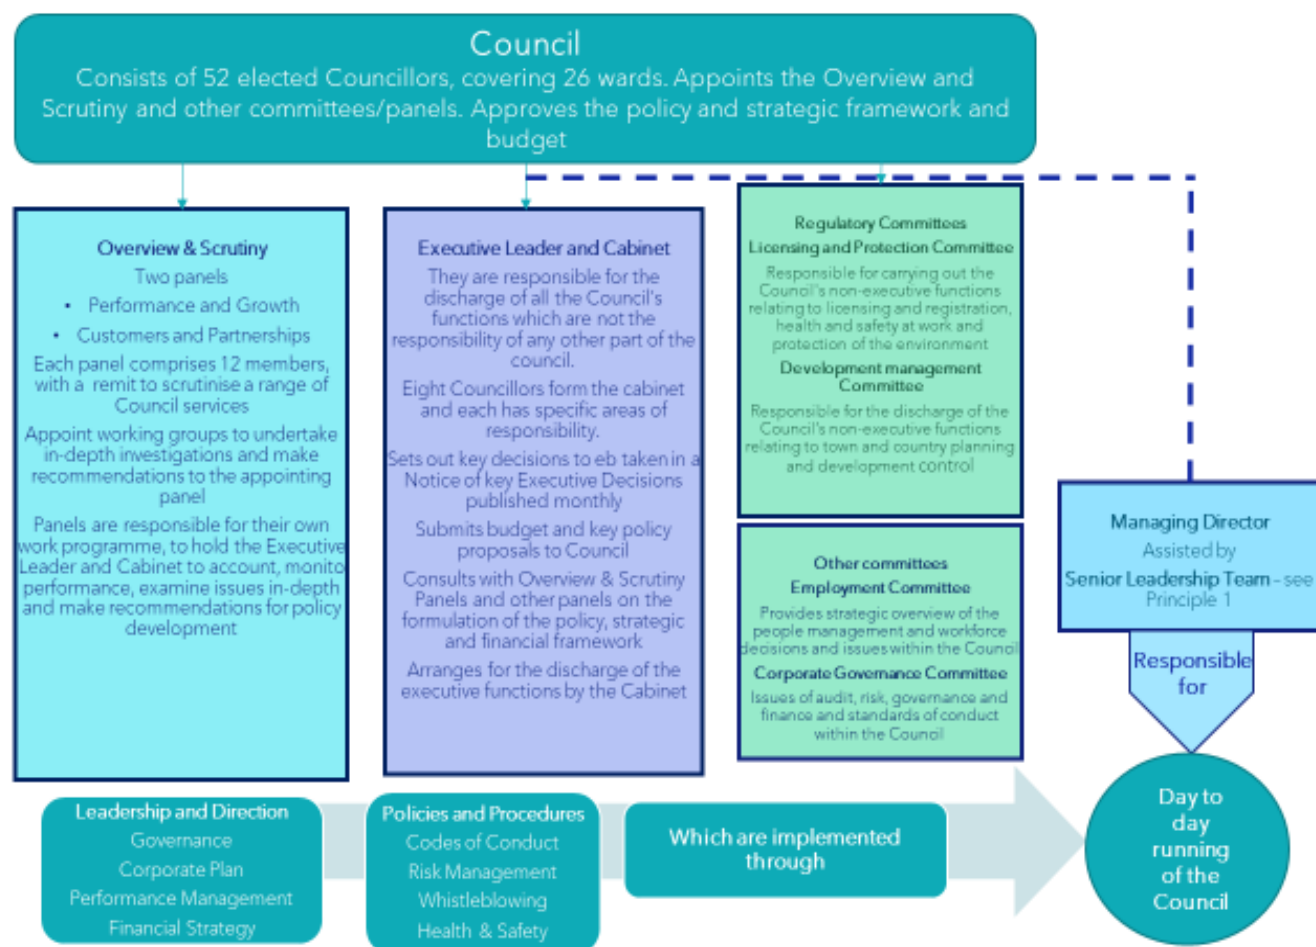 Council
Consists of 52 elected Councillors, covering 26 wards. Appoints the Overview and
Scrutiny and other committees/panels. Approves the policy and strategic framework and
budget
Overview & Scrutiny
Two panels
• Performance and Growth
• Customers and Partnerships
Each panel comprises 12 members,
with a remit to scrutinise a range of
Council services
Appoint working groups to undertake
in-depth investigations and make
recommendations to the appointing
panel
Panels are responsible for their own
work programme, to hold the Executive
Leader and Cabinet to account, monito
performance, examine issues in-depth
and make recommendations for policy
development
Executive Leader and Cabinet
They are responsible for the
discharge of all the Council's
functions which are not the
responsibility of any other part of the
council.
Eight Councillors form the cabinet
and each has specific areas of
responsibility.
Sets out key decisions to eb taken in a
Notice of key Executive Decisions
published monthly
Submits budget and key policy
proposals to Council
Consults with Overview & Scrutiny
Panels and other panels on the
formulation of the policy, strategic
and financial framework
Arranges for the discharge of the
executive functions by the Cabinet
Regulatory Committees
Licensing and Protection Committee
Responsible for carrying out the
Council's non-executive functions
relating to licensing and registration,
health and safety at work and
protection of the environment
Development management
Committee
Responsible for the discharge of the
Council's non-executive functions
relating to town and country planning
and development control
Other committees
Employment Committee
Provides strategic overview of the
people management and workforce
decisions and issues within the Council
Corporate Governance Committee
Issues of audit, risk, governance and
finance and standards of conduct
within the Council
Managing Director
Assisted by
Senior Leadership Team - see
Principle 1
Responsible
for
Day to
day
running
of the
Council
Leadership and Direction
Governance
Corporate Plan
Performance Management
Financial Strategy
Policies and Procedures
Codes of Conduct
Risk Management
Whistleblowing
Health & Safety
Which are implemented
through